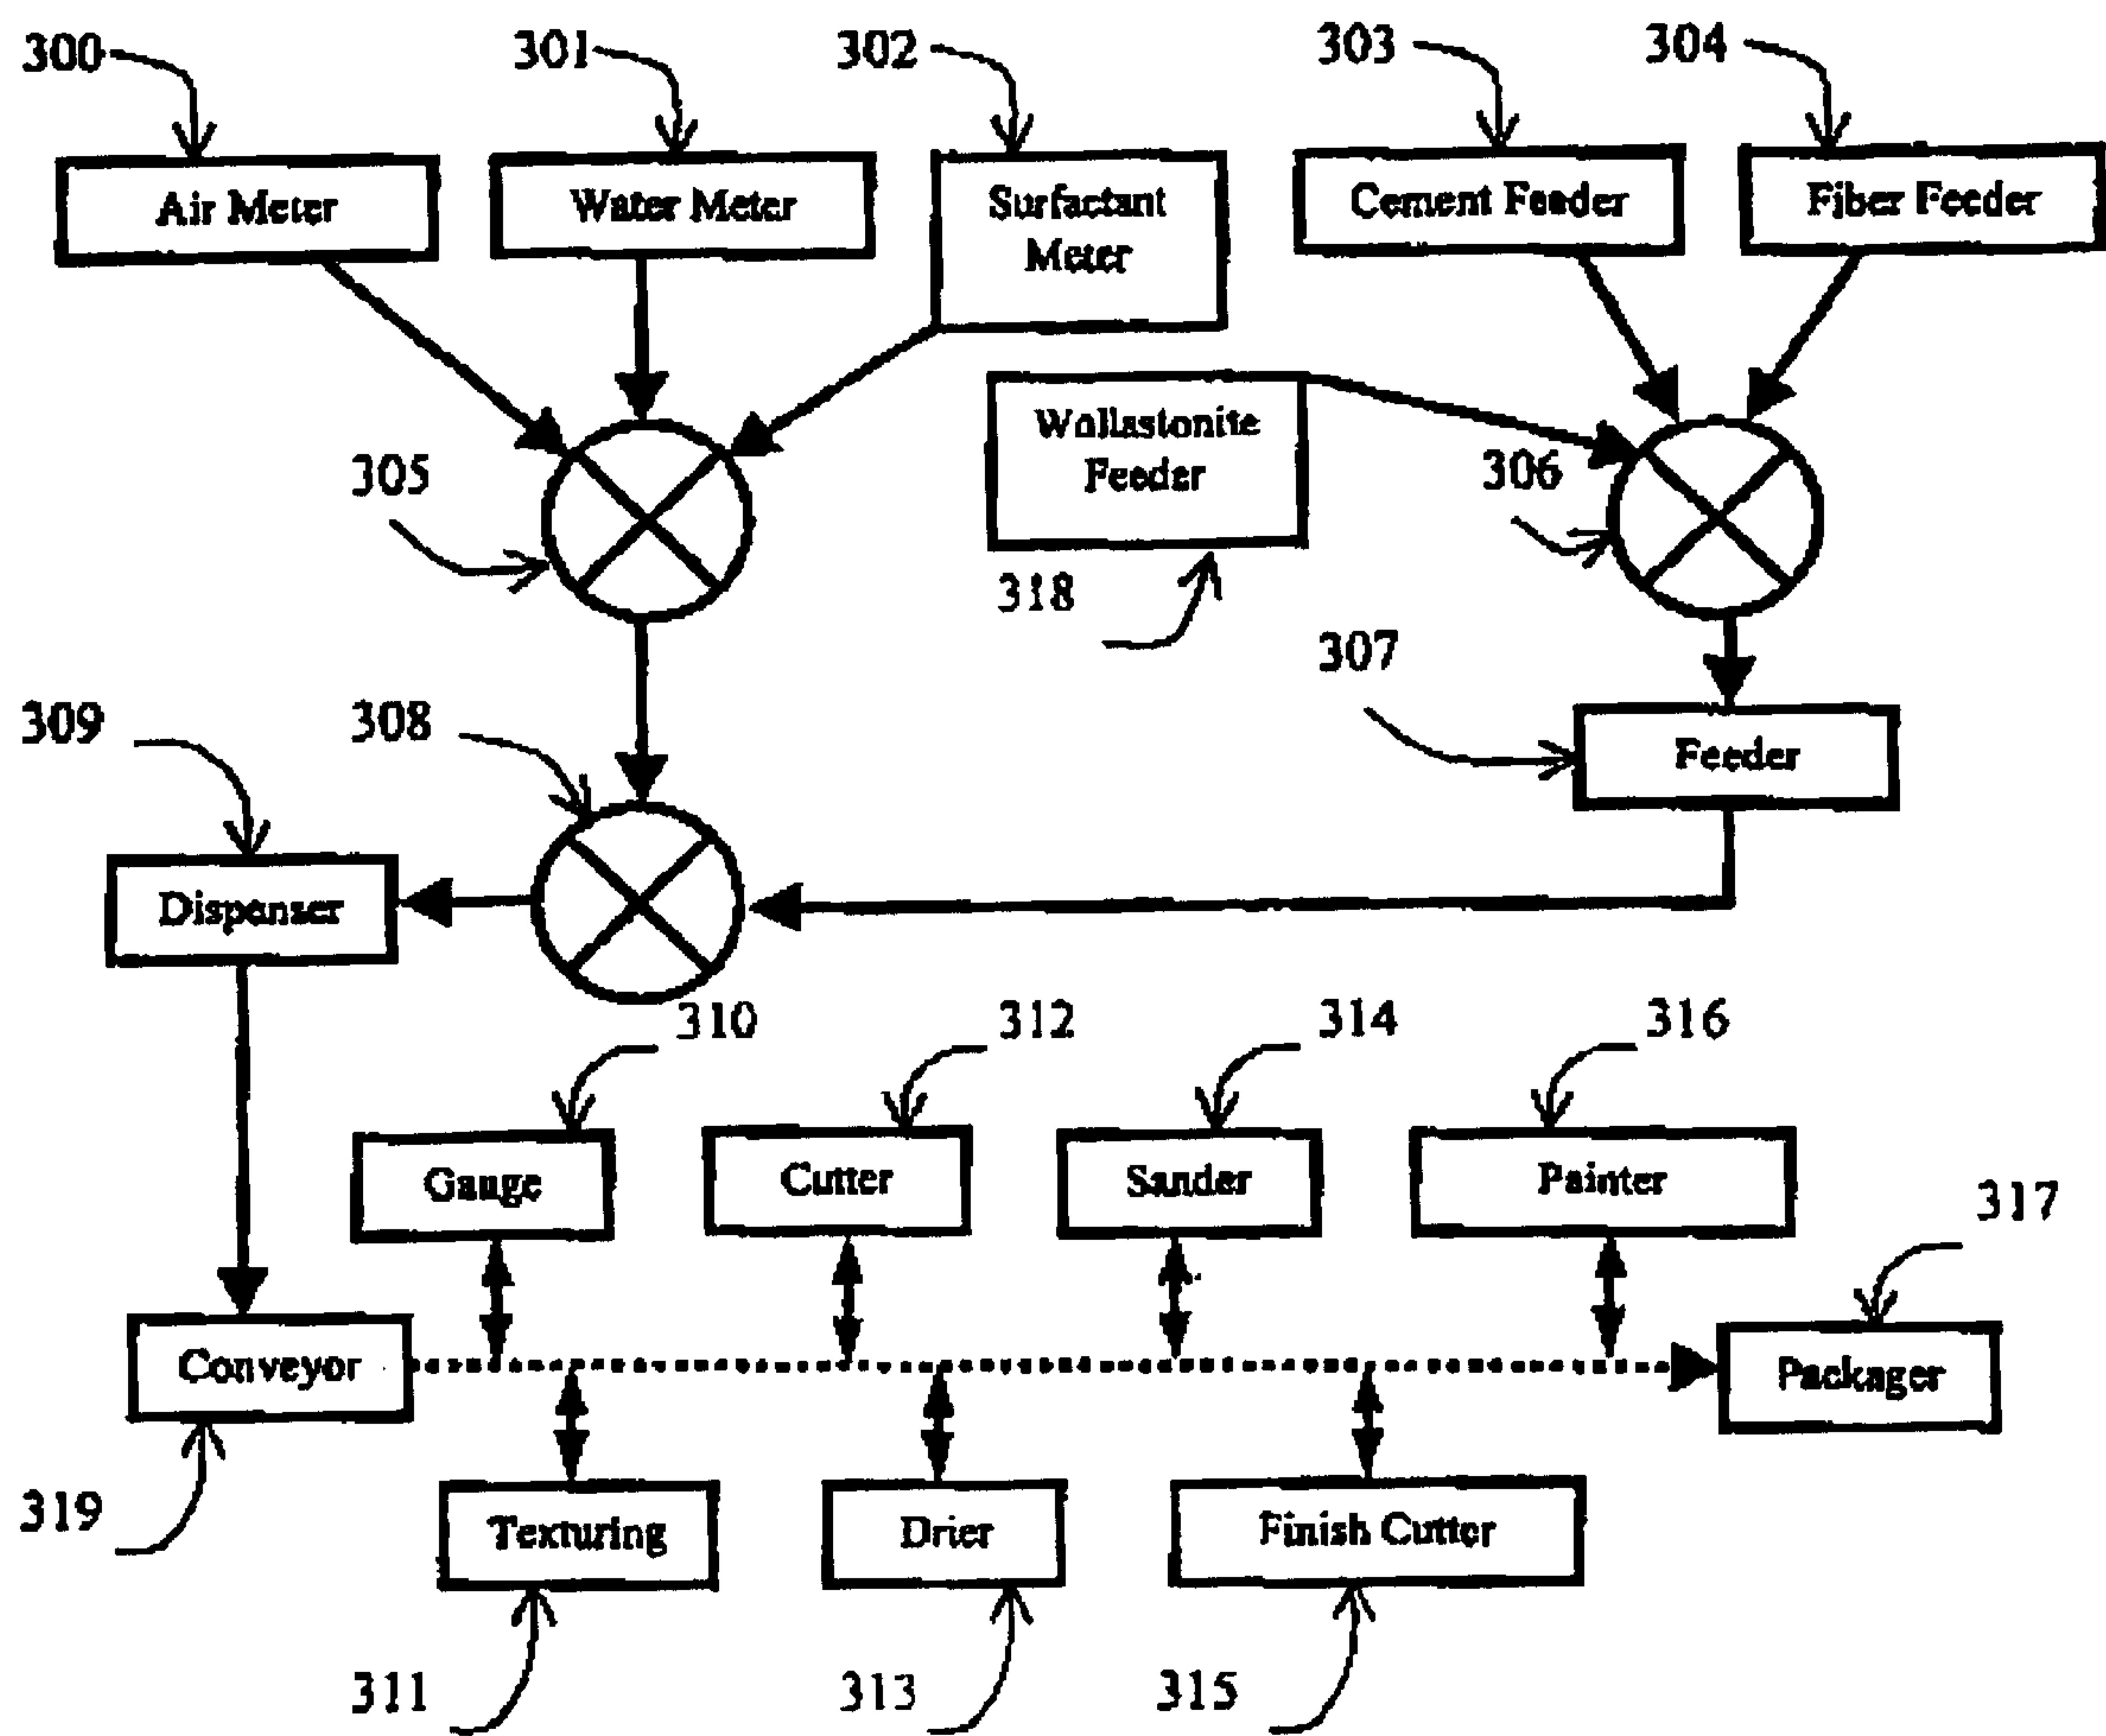 300
301
302
303
304
Air Meter
Water Meter
Surfactant
Meter
Cement Feeder
Fiber Feeder
Wollastonite
Feeder
305
306
318
307
309
308
Feeder
Dispenser
310
312
314
316
Gauge
Cutter
Sander
Painter
317
Conveyor
Packager
319
Texturing
Drier
Finish Cutter
311
313
315